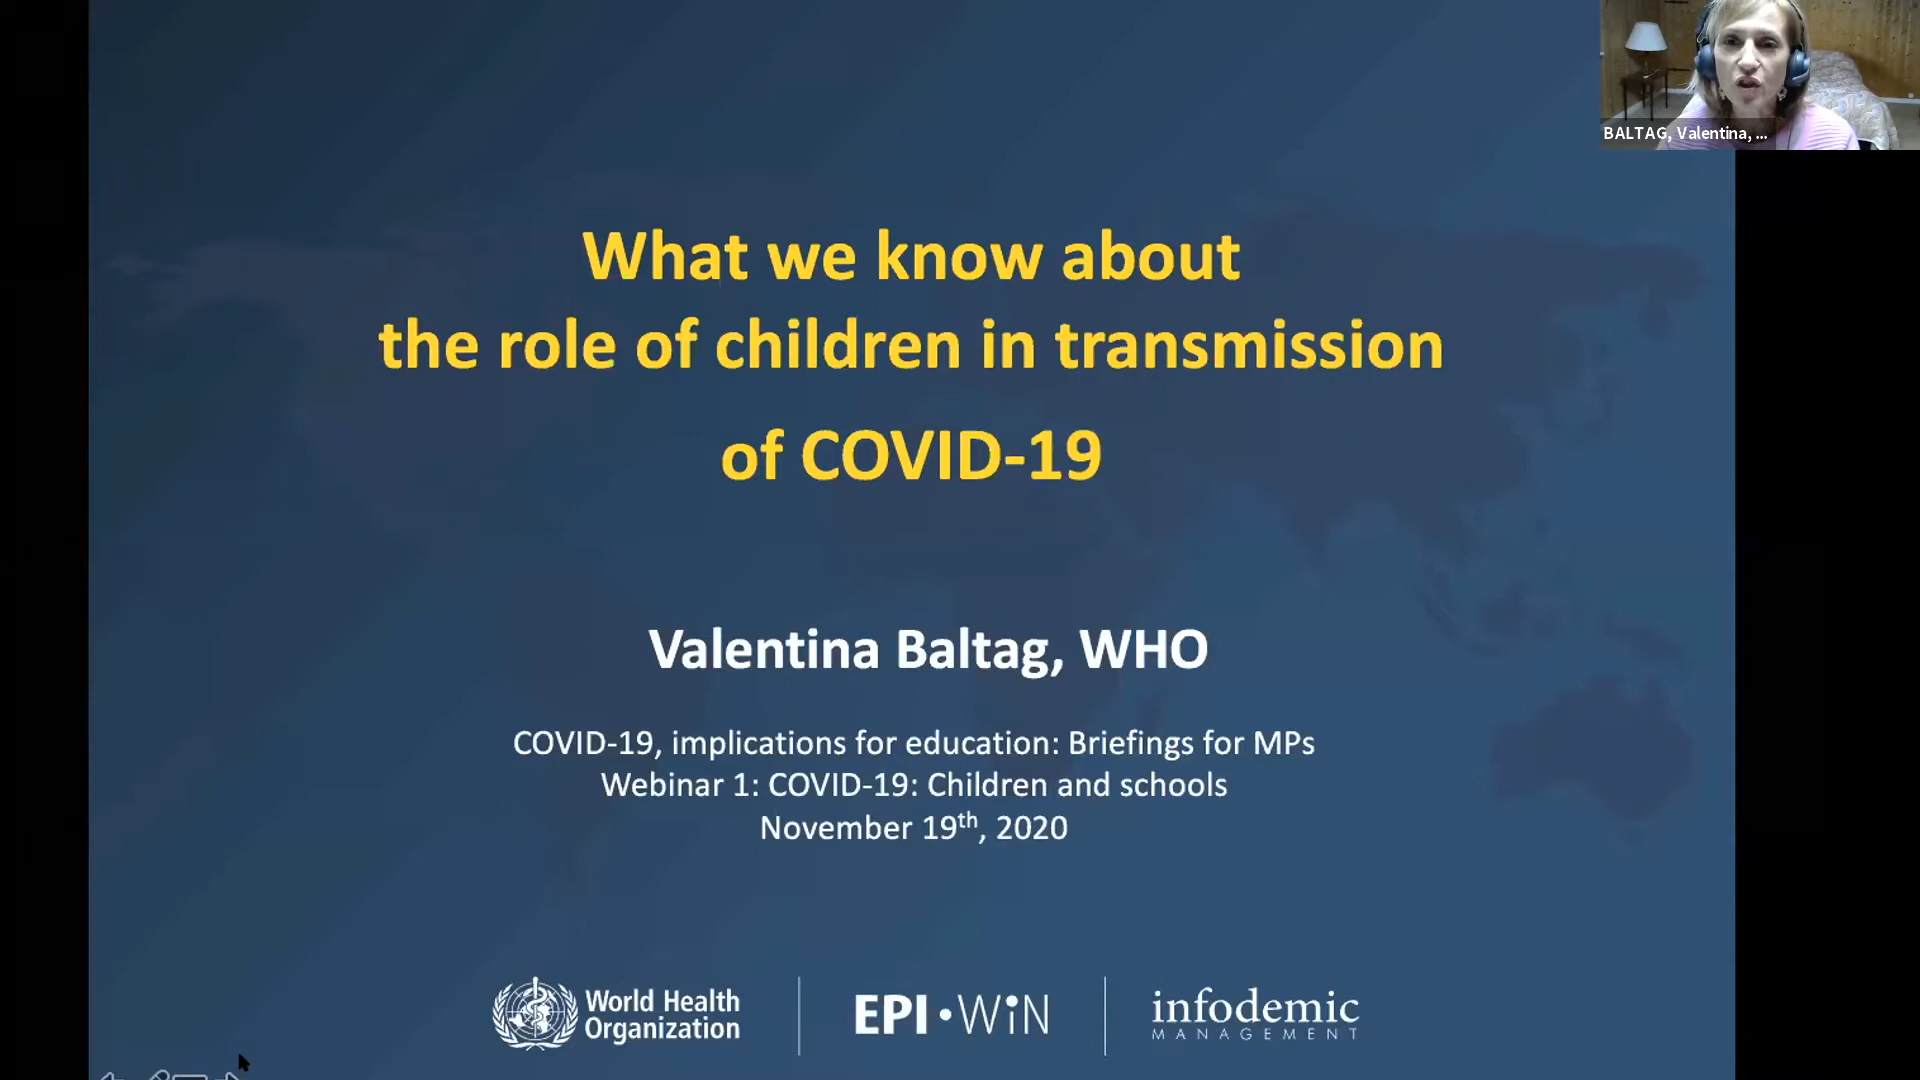 BALTAG, Valentina, ...
What we know about
the role of children in transmission
of COVID-19
Valentina Baltag, WHO
COVID-19, implications for education: Briefings for MPs
Webinar 1: COVID-19: Children and schools
November 19th, 2020
World Health
Organization
EPI•WiN
infodemic
MANAGEMENT